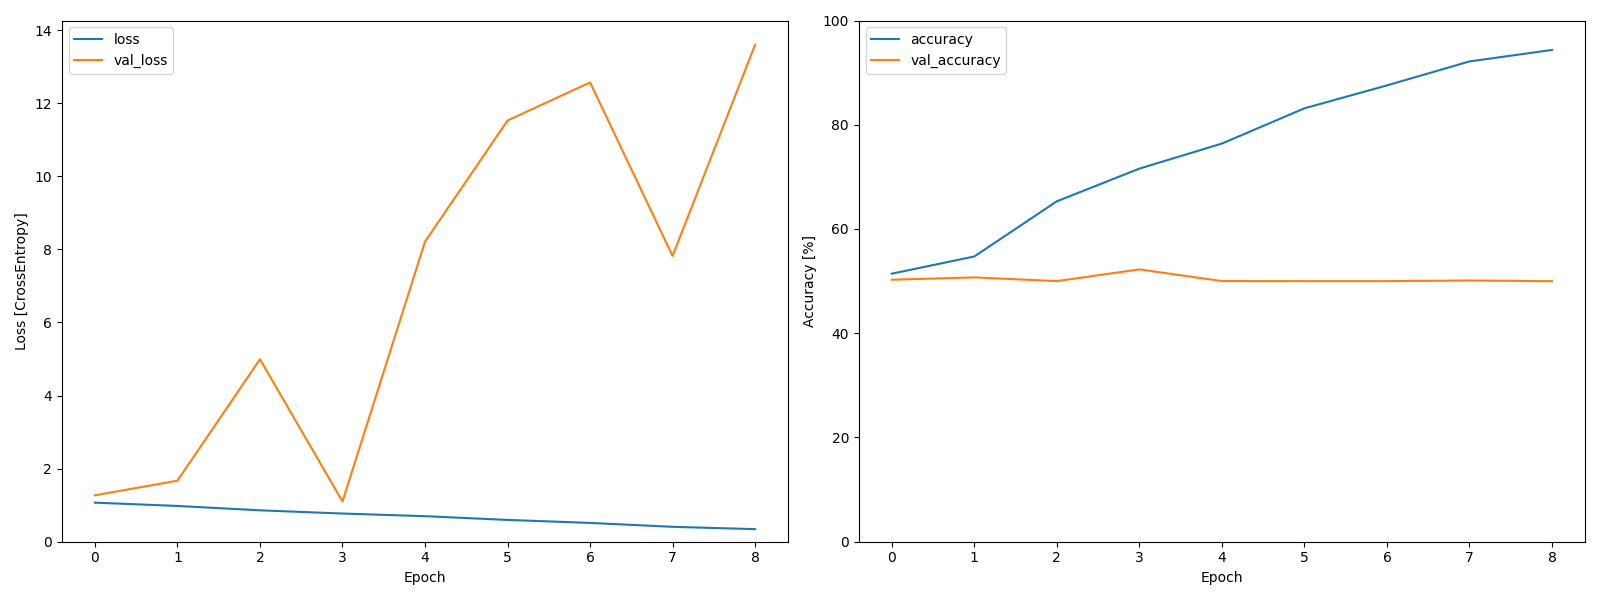 14
12
10
8
6
4
2
0
Loss [CrossEntropy]
loss
val_loss
0 1 2 3 4 5 6 7 8
Epoch
100
80
60
40
20
0
Accuracy [%]
accuracy
val_accuracy
0 1 2 3 4 5 6 7 8
Epoch